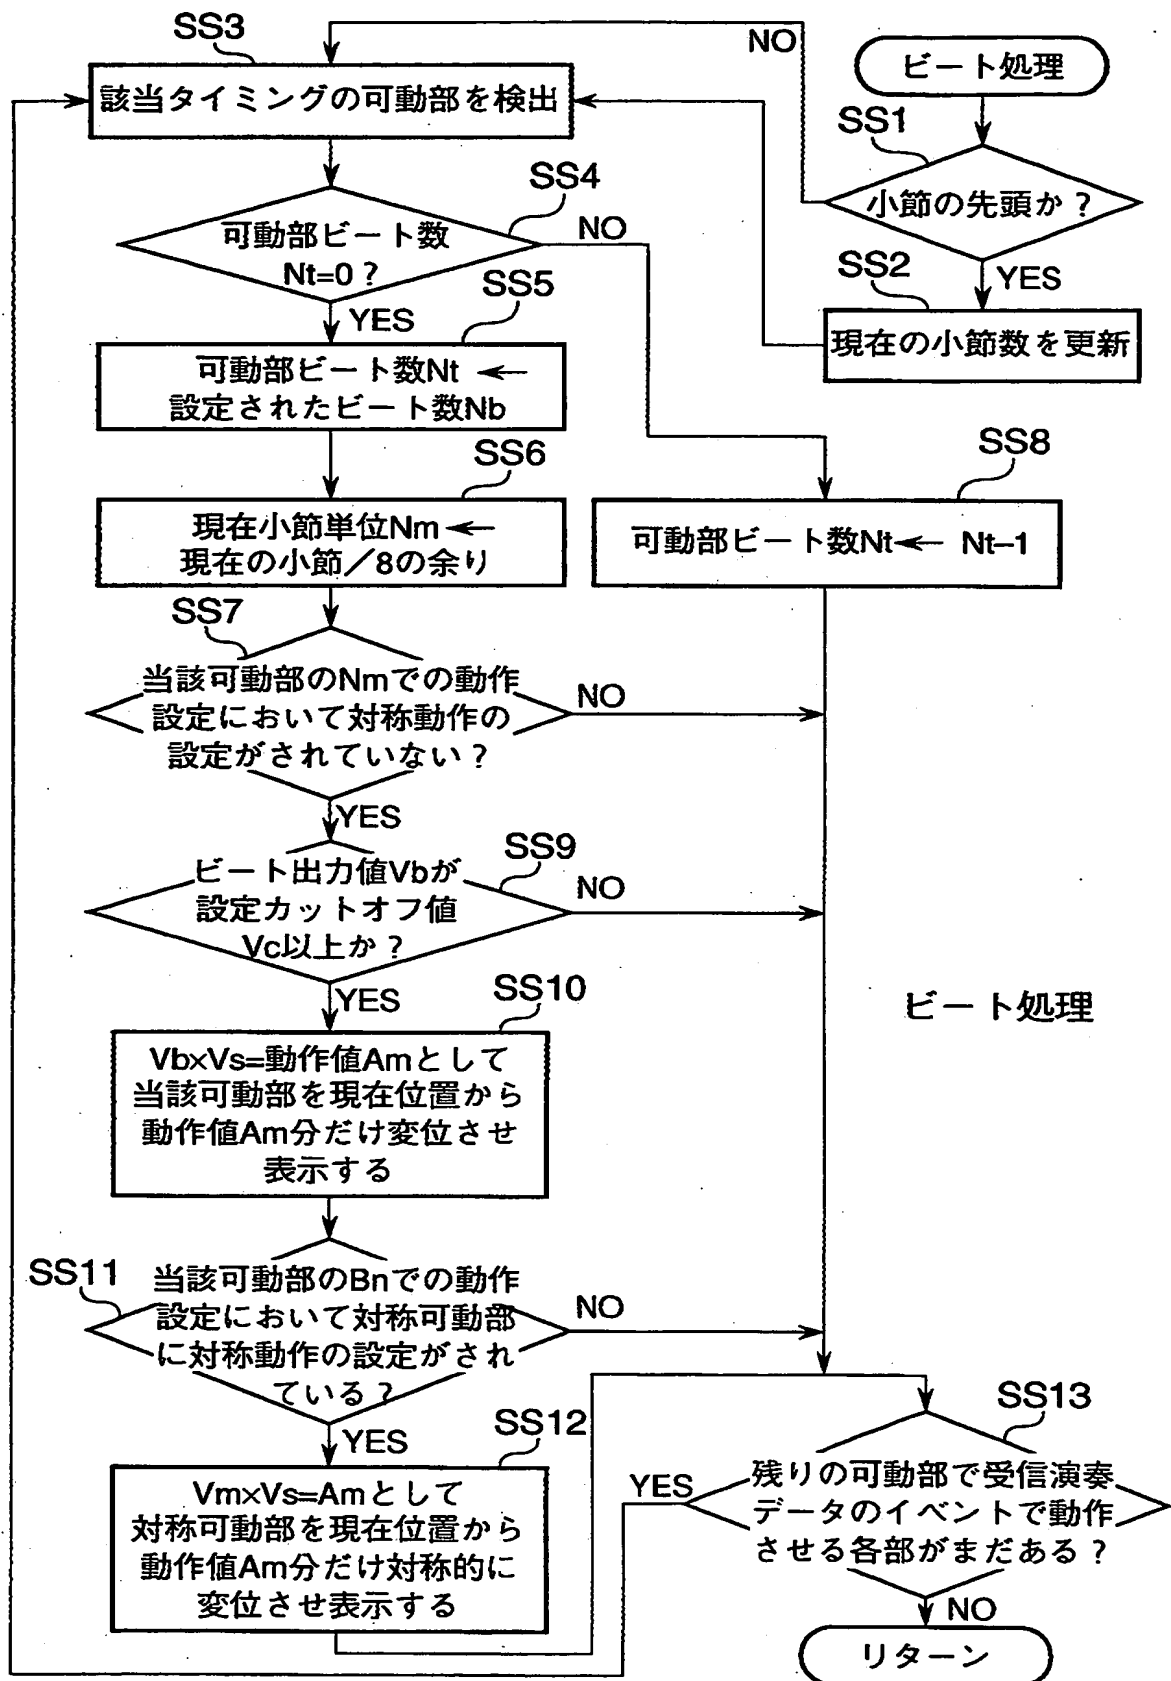 ビート処理
SS1
小節の先頭か？
NO
YES
SS2
現在の小節数を更新
SS3
該当タイミングの可動部を検出
SS4
可動部ビート数
Nt=0？
NO
YES
SS5
可動部ビート数Nt ←
設定されたビート数Nb
SS6
現在小節単位Nm←
現在の小節／8の余り
SS8
可動部ビート数Nt← Nt–1
SS7
当該可動部のNmでの動作
設定において対称動作の
設定がされていない？
NO
YES
SS9
ビート出力値Vbが
設定カットオフ値
Vc以上か？
NO
YES
SS10
Vb×Vs=動作値Amとして
当該可動部を現在位置から
動作値Am分だけ変位させ
表示する
ビート処理
SS11
当該可動部のBnでの動作
設定において対称可動部
に対称動作の設定がされ
ている？
NO
YES
SS12
Vm×Vs=Amとして
対称可動部を現在位置から
動作値Am分だけ対称的に
変位させ表示する
SS13
残りの可動部で受信演奏
データのイベントで動作
させる各部がまだある？
YES
NO
リターン